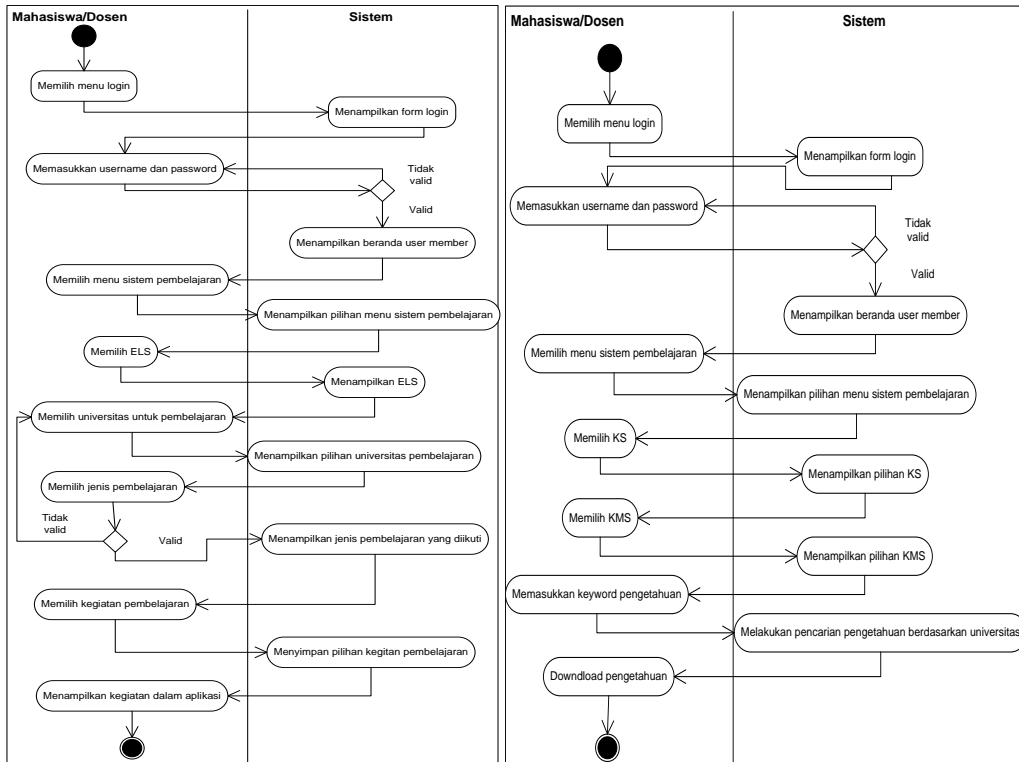 Mahasiswa/Dosen
Sistem
Memilih menu login
Menampilkan form login
Memasukkan username dan password
Tidak
valid
Valid
Menampilkan beranda user member
Memilih menu sistem pembelajaran
Menampilkan pilihan menu sistem pembelajaran
Memilih ELS
Menampilkan ELS
Memilih universitas untuk pembelajaran
Menampilkan pilihan universitas pembelajaran
Memilih jenis pembelajaran
Tidak
valid
Valid
Menampilkan jenis pembelajaran yang diikuti
Memilih kegiatan pembelajaran
Menyimpan pilihan kegitan pembelajaran
Menampilkan kegiatan dalam aplikasi
Mahasiswa/Dosen
Sistem
Memilih menu login
Menampilkan form login
Memasukkan username dan password
Tidak
valid
Valid
Menampilkan beranda user member
Memilih menu sistem pembelajaran
Menampilkan pilihan menu sistem pembelajaran
Memilih KS
Menampilkan pilihan KS
Memilih KMS
Menampilkan pilihan KMS
Memasukkan keyword pengetahuan
Melakukan pencarian pengetahuan berdasarkan universitas
Downdload pengetahuan